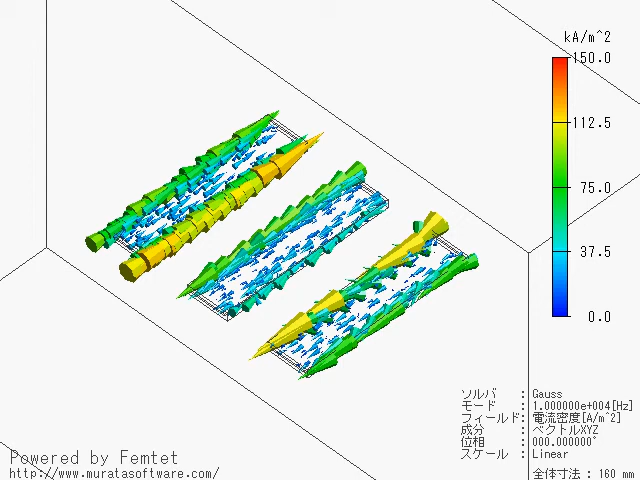 kA/m^2
150.0
112.5
75.0
37.5
0.0
ソルバ : Gauss
モード : 1.000000e+004[Hz]
フィールド: 電流密度[A/m^2]
成分 : ベクトルXYZ
位相 : 000.000000°
スケール : Linear
全体寸法 : 160 mm
Powered by Femtet
http://www.muratasoftware.com/